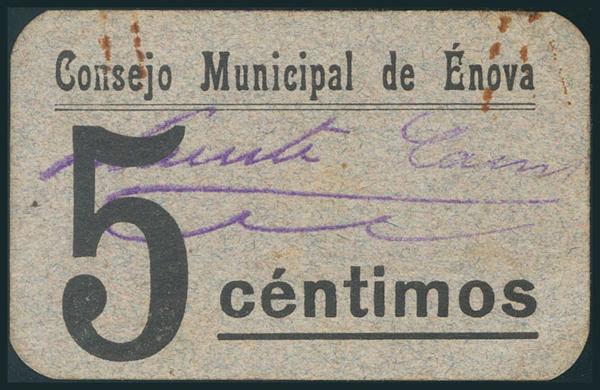 Consejo Municipal de Énova
5 céntimos